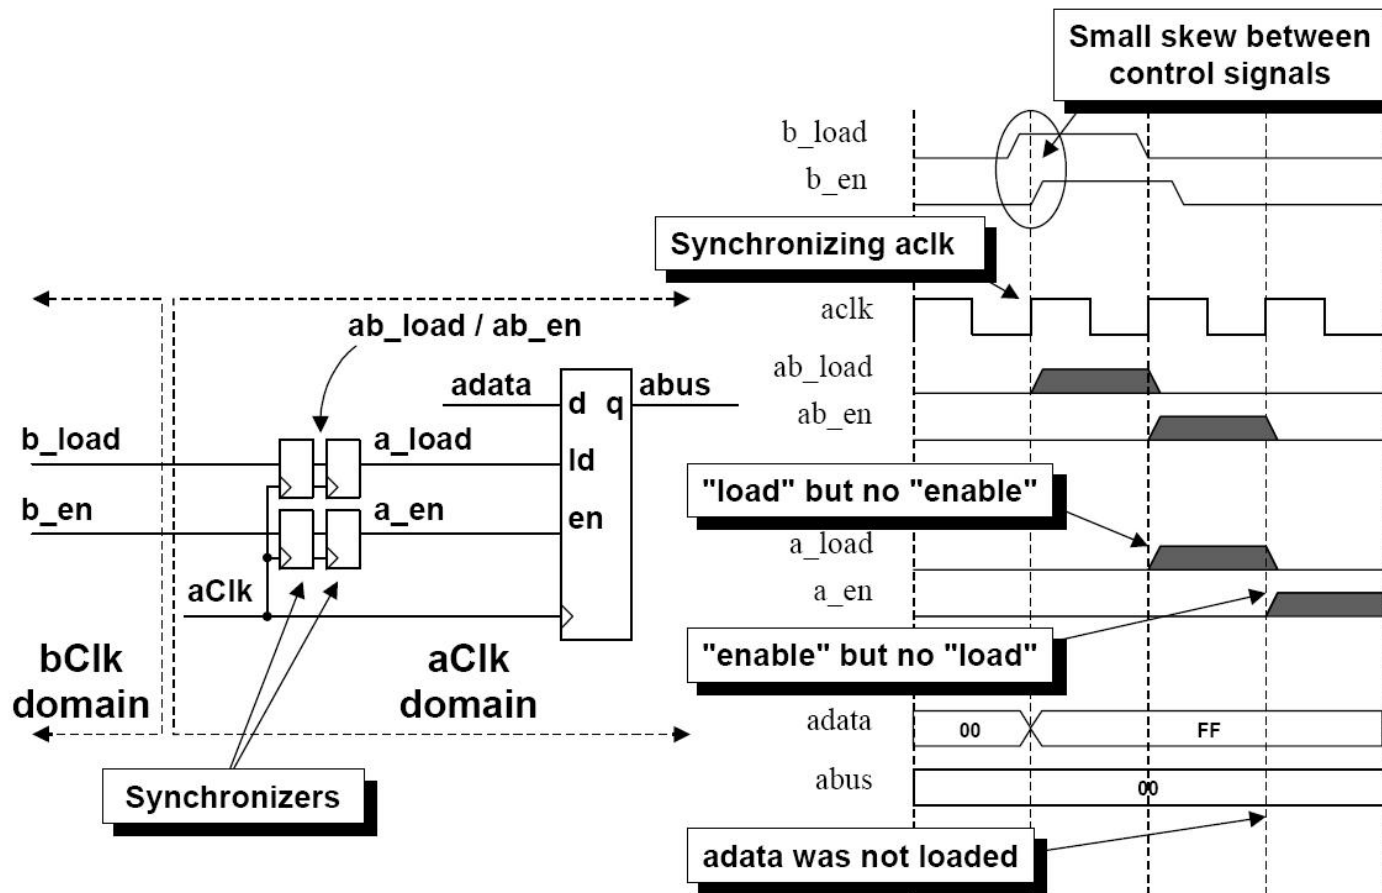 Small skew between
control signals
b_load
b_en
Synchronizing aclk
aclk
ab_load / ab_en
ab_load
adata
abus
d q
ab_en
b_load
a_load
ld
"load" but no "enable"
b_en
a_en
en
a_load
aClk
a_en
"enable" but no "load"
bClk
domain
aClk
domain
adata
00
FF
abus
00
Synchronizers
adata was not loaded